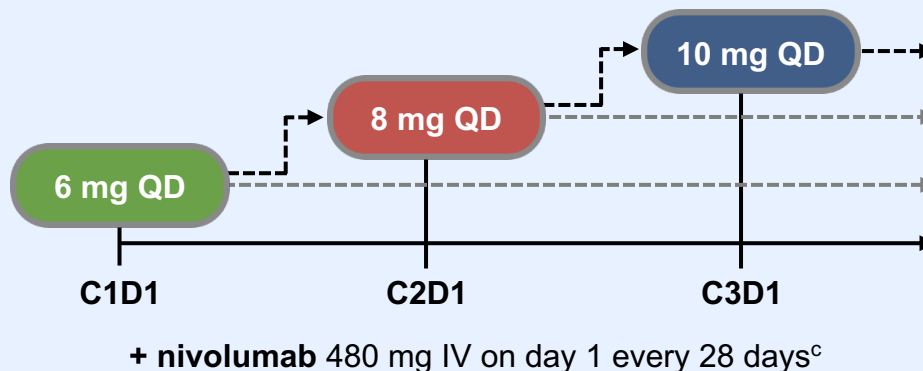 10 mg QD
8 mg QD
6 mg QD
C1D1 C2D1 C3D1
+ nivolumab 480 mg IV on day 1 every 28 daysᶜ